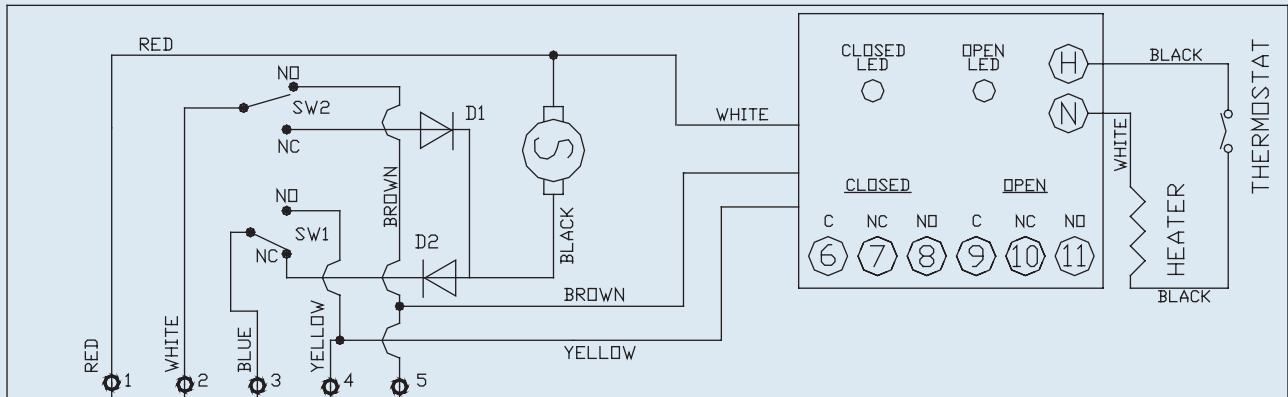 RED
NO
SW2
NC
D1
BROWN
NO
SW1
NC
D2
S
BLACK
WHITE
CLOSED
LED
OPEN
LED
H
N
BLACK
WHITE
THERMOSTAT
HEATER
BLACK
CLOSED
OPEN
C NC NO C NC NO
6 7 8 9 10 11
BROWN
YELLOW
RED
WHITE
BLUE
YELLOW
1 2 3 4 5